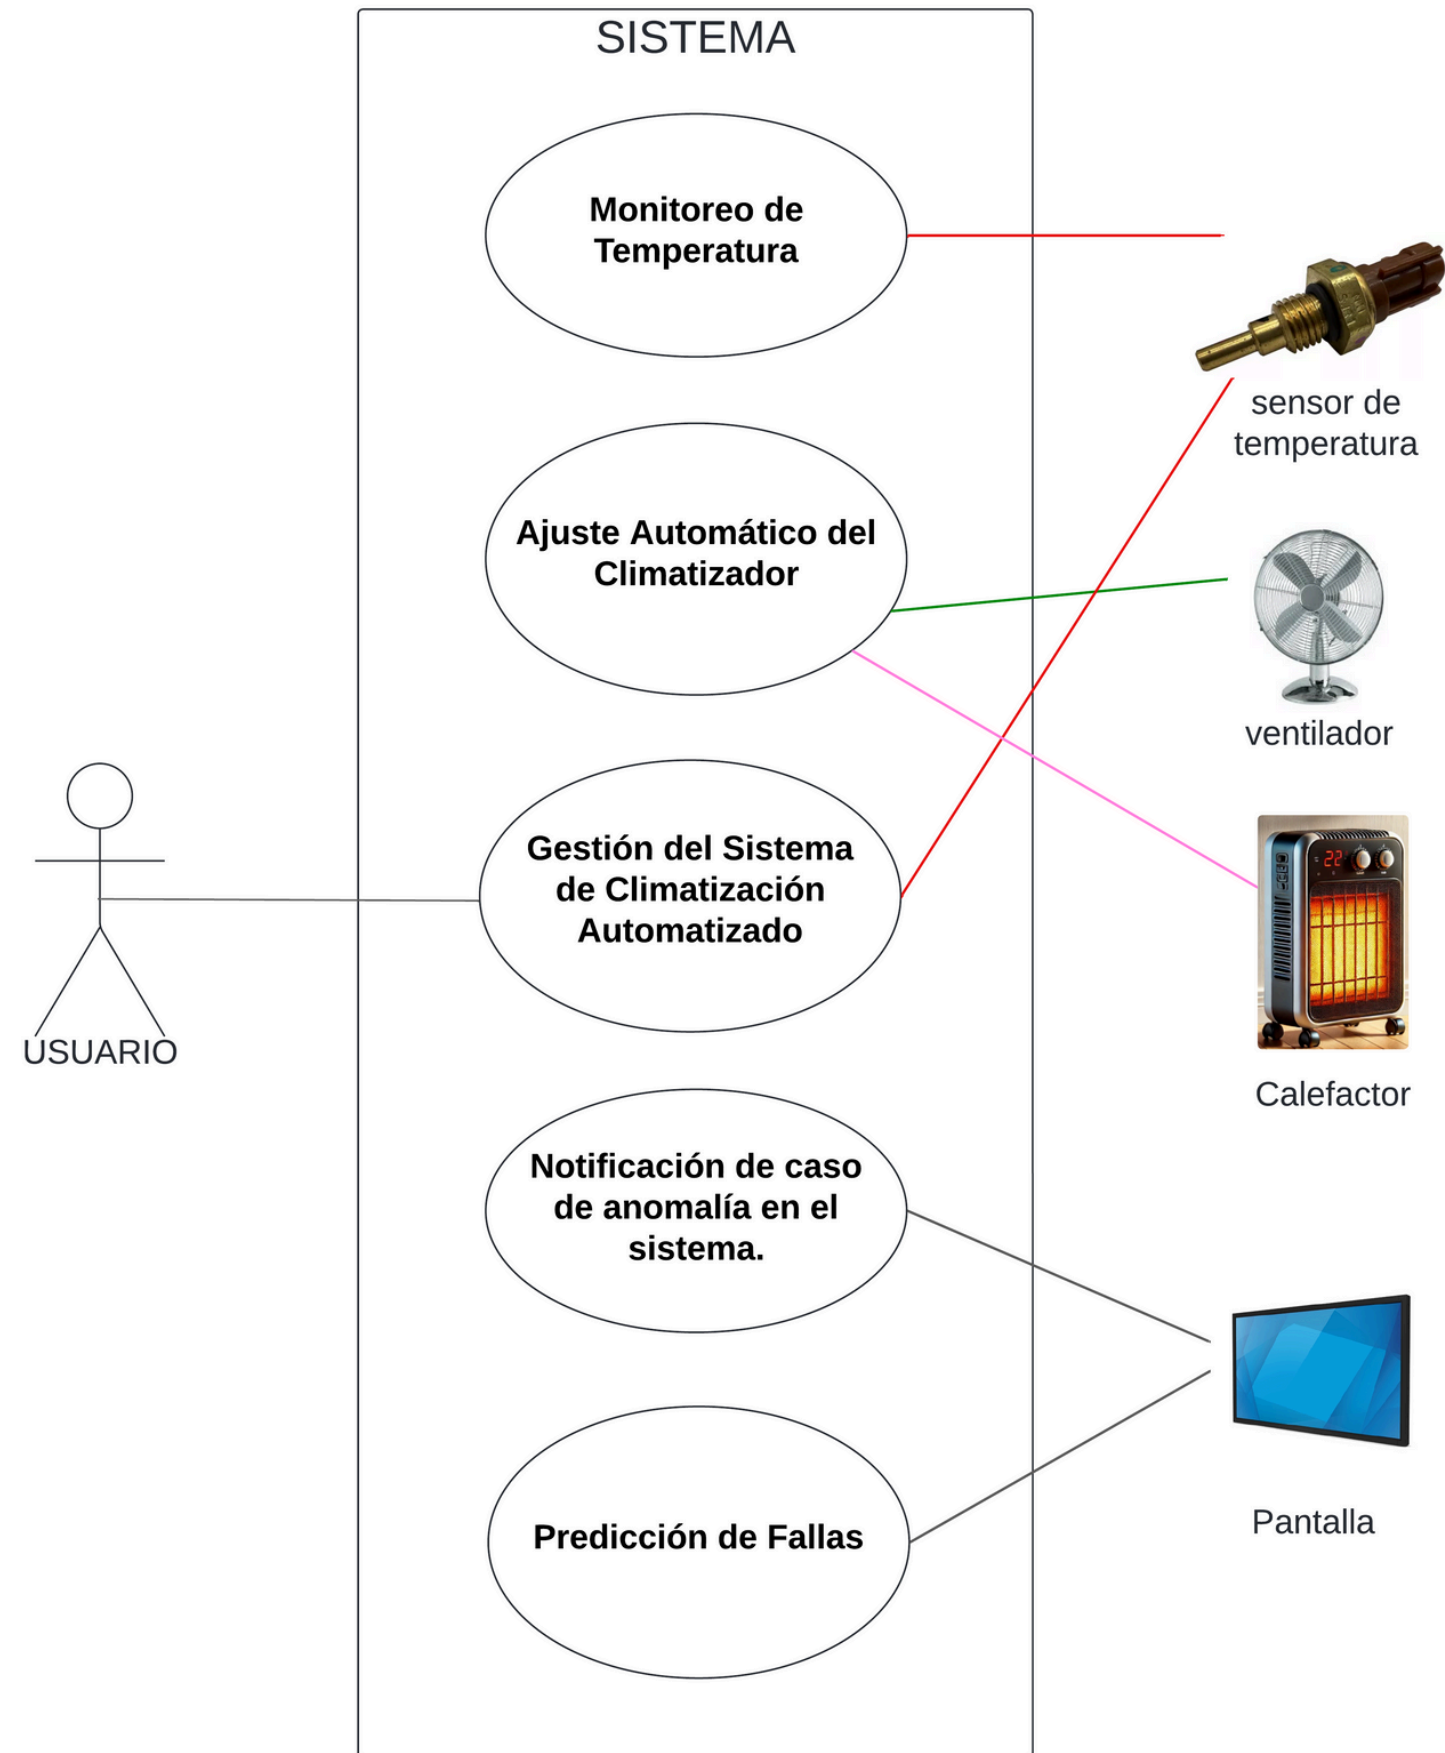 SISTEMA
Monitoreo de
Temperatura
sensor de
temperatura
Ajuste Automático del
Climatizador
ventilador
Gestión del Sistema
de Climatización
Automatizado
22
USUARIO
Calefactor
Notificación de caso
de anomalía en el
sistema.
Predicción de Fallas
Pantalla